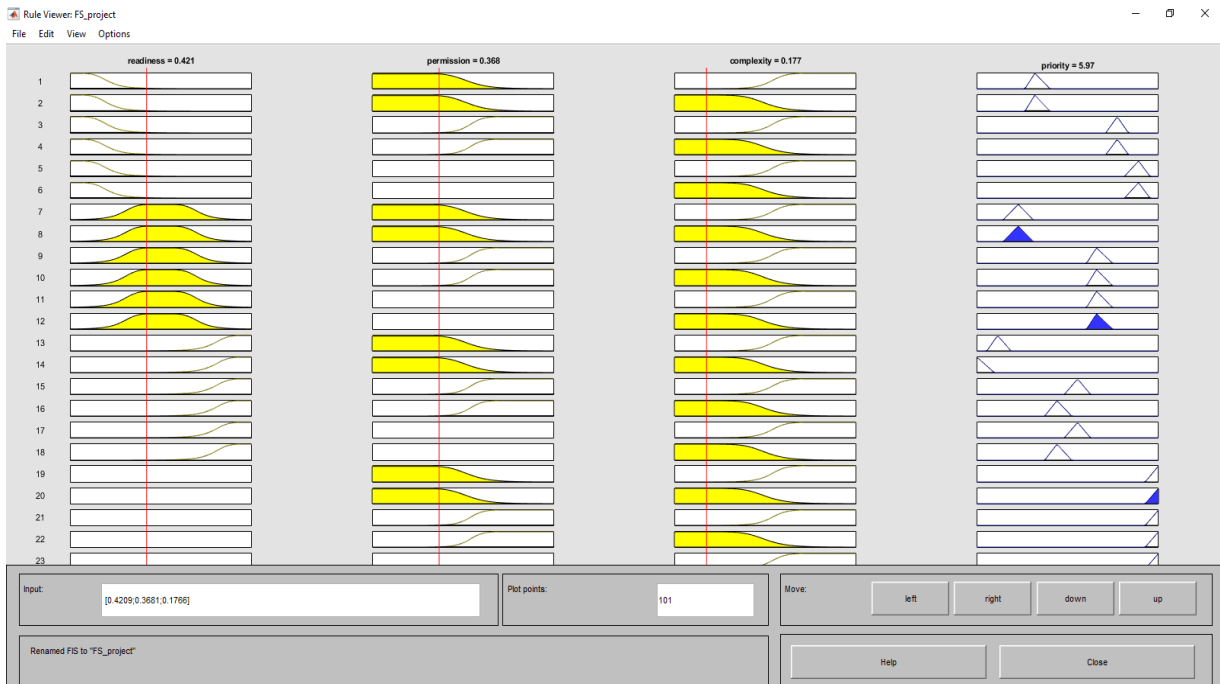 Rule Viewer: FS_project
File Edit View Options
readiness = 0.421
permission = 0.368
complexity = 0.177
priority = 5.97
1
2
3
4
5
6
7
8
9
10
11
12
13
14
15
16
17
18
19
20
21
22
23
Input:
[0.4209;0.3681;0.1766]
Plot points:
101
Move:
left
right
down
up
Renamed FIS to "FS_project"
Help
Close